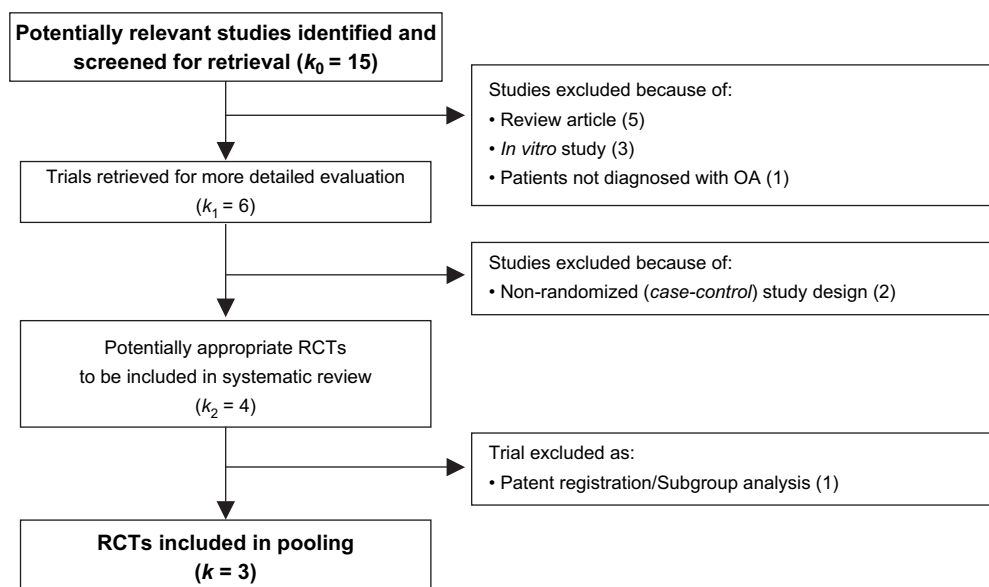 Potentially relevant studies identified and
screened for retrieval (k0 = 15)
Studies excluded because of:
• Review article (5)
• In vitro study (3)
• Patients not diagnosed with OA (1)
Trials retrieved for more detailed evaluation
(k1 = 6)
Studies excluded because of:
• Non-randomized (case-control) study design (2)
Potentially appropriate RCTs
to be included in systematic review
(k2 = 4)
Trial excluded as:
• Patent registration/Subgroup analysis (1)
RCTs included in pooling
(k = 3)